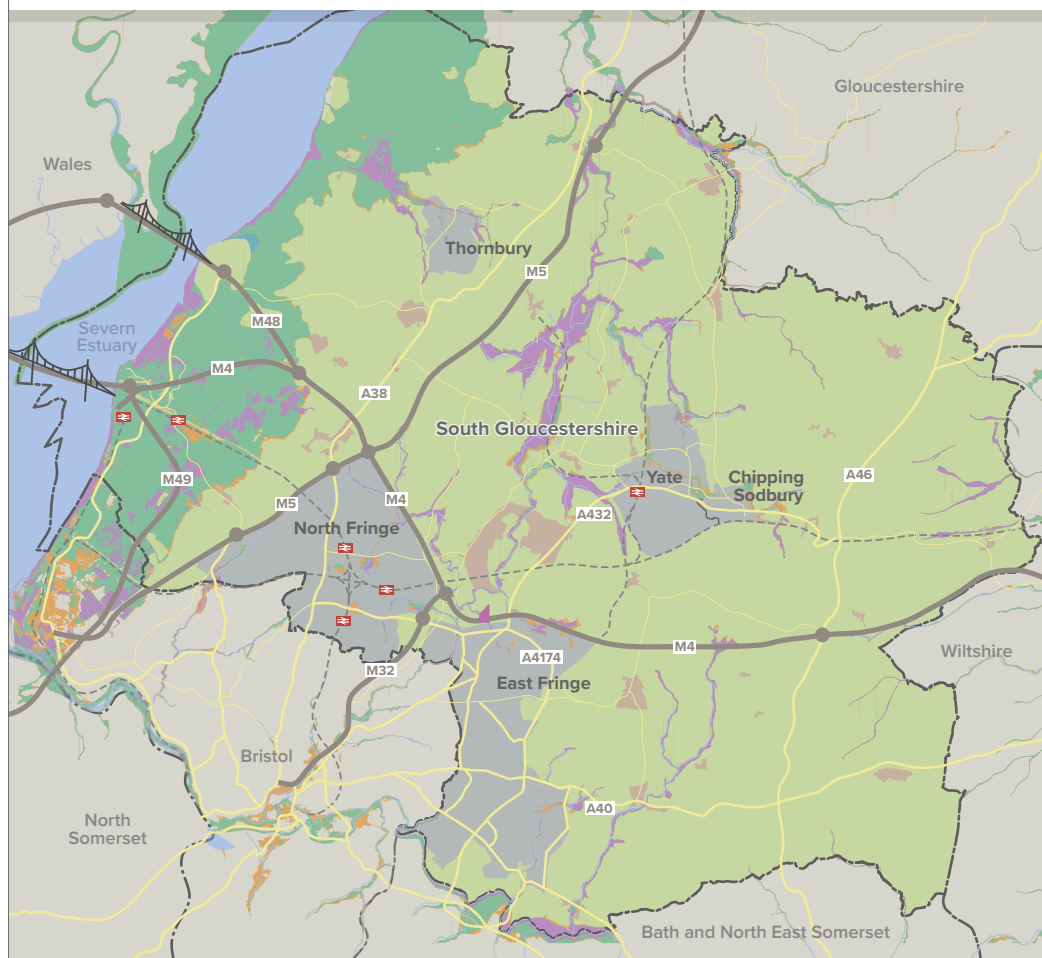 Gloucestershire
Wales
Thornbury
M5
Severn
Estuary
M48
M4
A38
South Gloucestershire
M49
Yate
Chipping
Sodbury
A46
M5
M4
A432
North Fringe
M4
Wiltshire
A4174
M32
East Fringe
Bristol
A40
North
Somerset
Bath and North East Somerset